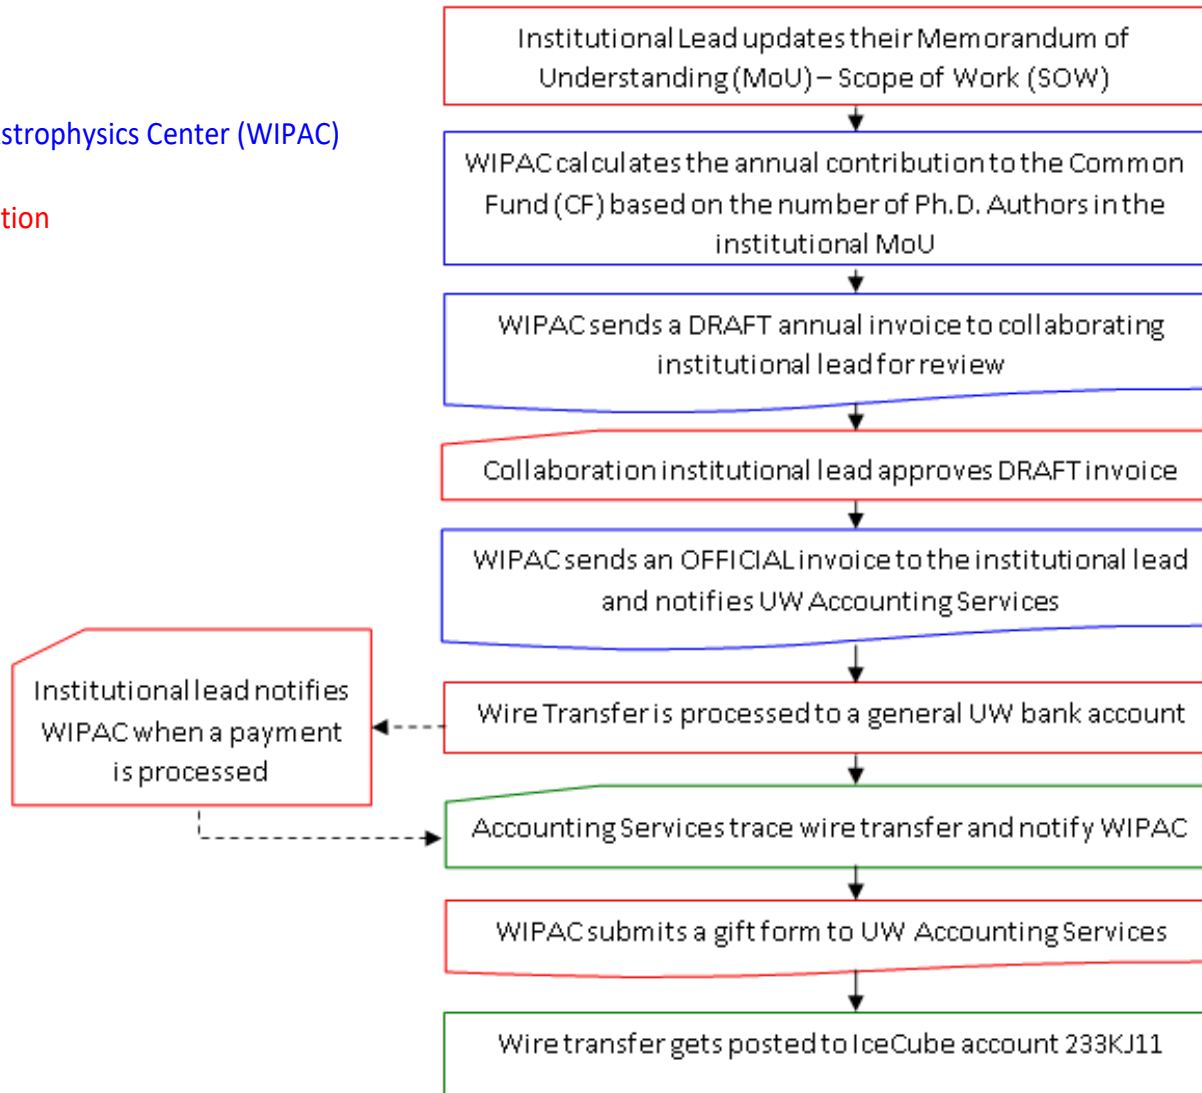 Institutional Lead updates their Memorandum of
Understanding (MoU) – Scope of Work (SOW)
strophysics Center (WIPAC)
WIPAC calculates the annual contribution to the Common
Fund (CF) based on the number of Ph.D. Authors in the
institutional MoU
tion
WIPAC sends a DRAFT annual invoice to collaborating
institutional lead for review
Collaboration institutional lead approves DRAFT invoice
WIPAC sends an OFFICIAL invoice to the institutional lead
and notifies UW Accounting Services
Institutional lead notifies
WIPAC when a payment
is processed
Wire Transfer is processed to a general UW bank account
Accounting Services trace wire transfer and notify WIPAC
WIPAC submits a gift form to UW Accounting Services
Wire transfer gets posted to IceCube account 233KJ11